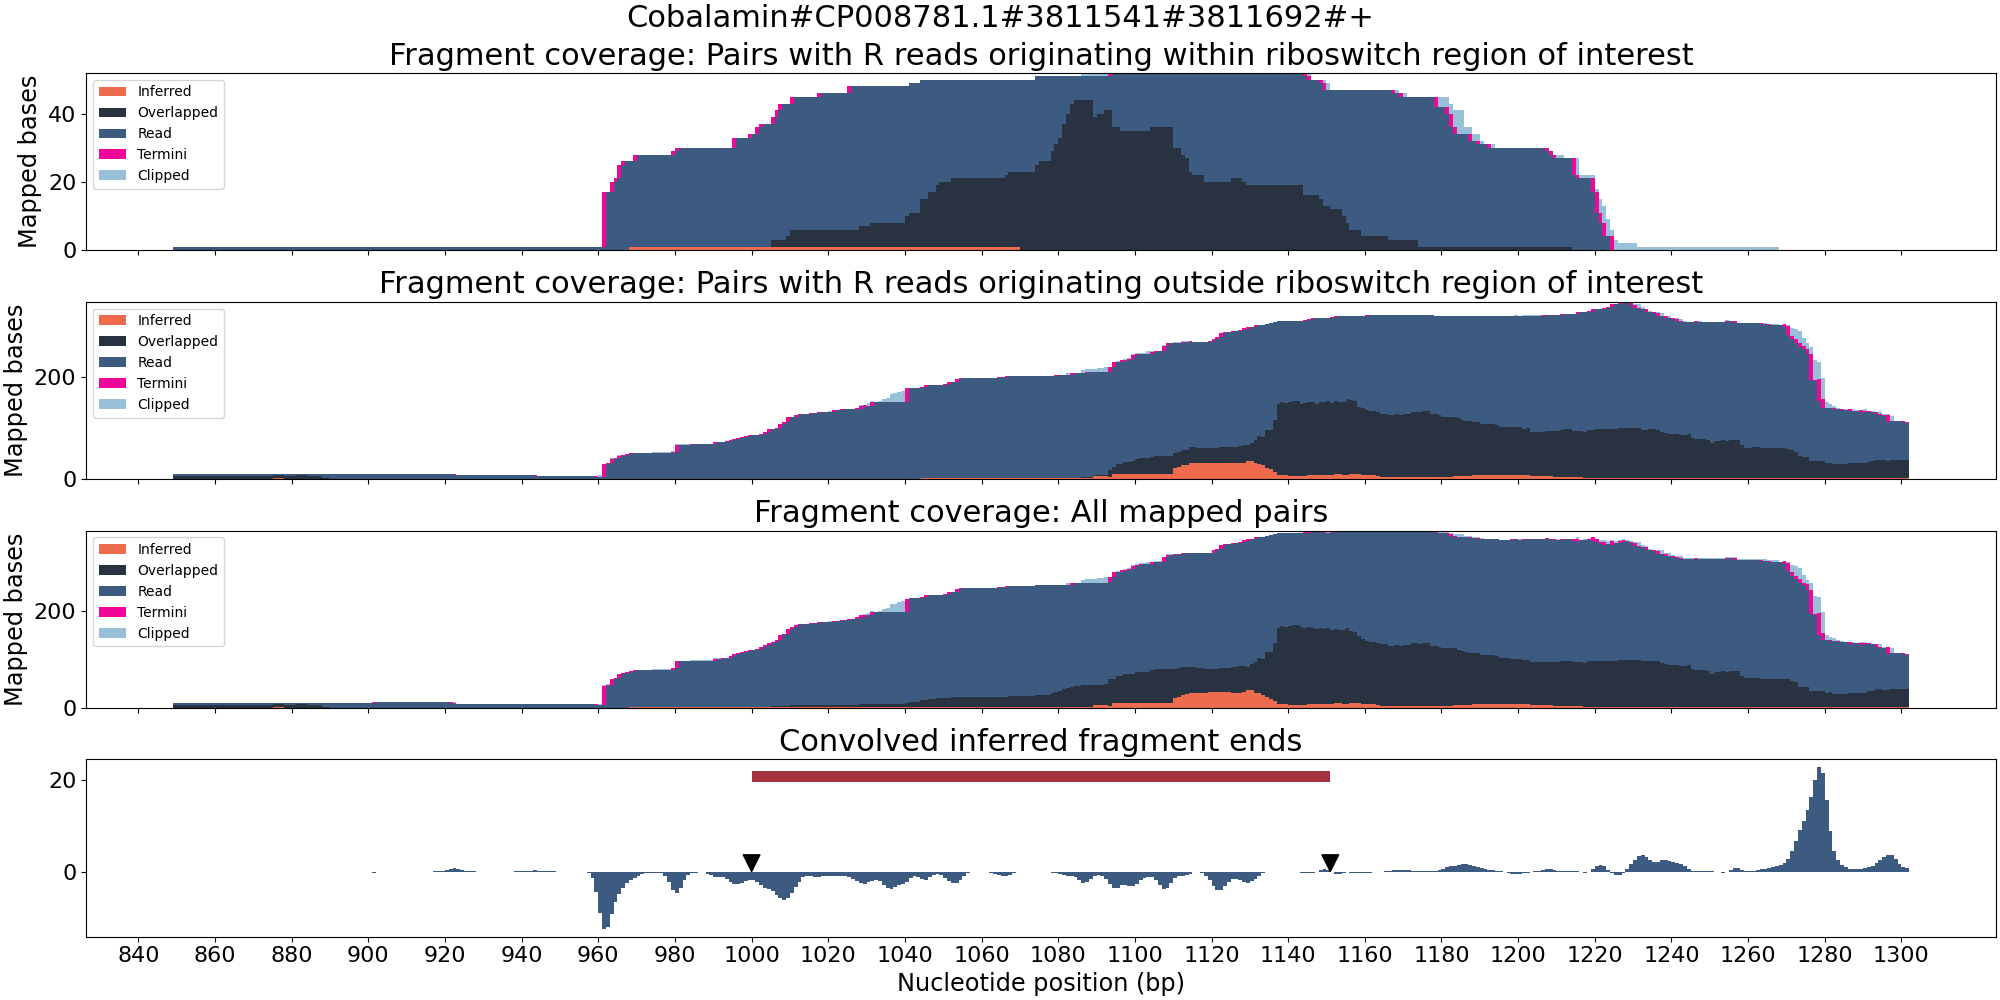 Cobalamin#CP008781.1#3811541#3811692#+
Fragment coverage: Pairs with R reads originating within riboswitch region of interest
Mapped bases
40
20
0
Inferred
Overlapped
Read
Termini
Clipped
Fragment coverage: Pairs with R reads originating outside riboswitch region of interest
Mapped bases
200
0
Inferred
Overlapped
Read
Termini
Clipped
Fragment coverage: All mapped pairs
Mapped bases
200
0
Inferred
Overlapped
Read
Termini
Clipped
Convolved inferred fragment ends
20
0
840 860 880 900 920 940 960 980 1000 1020 1040 1060 1080 1100 1120 1140 1160 1180 1200 1220 1240 1260 1280 1300
Nucleotide position (bp)